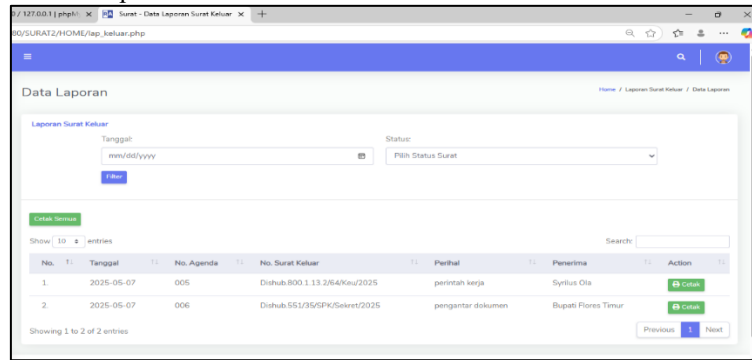 0 / 127.0.0.1 | phpM Surat - Data Laporan Surat Keluar
80/SURAT2/HOME/lap_keluar.php
Data Laporan
Home / Laporan Surat Keluar / Data Laporan
Laporan Surat Keluar
Tanggal: Status:
mm/dd/yyyy Pilih Status Surat
Filter
Cetak Semua
Show 10 entries Search:
No. Tanggal No. Agenda No. Surat Keluar Perihal Penerima Action
1. 2025-05-07 005 Dishub.800.1.13.2/64/Keu/2025 perintah kerja Syrilus Ola Cetak
2. 2025-05-07 006 Dishub.551/35/SPK/Sekret/2025 pengantar dokumen Bupati Flores Timur Cetak
Showing 1 to 2 of 2 entries Previous 1 Next